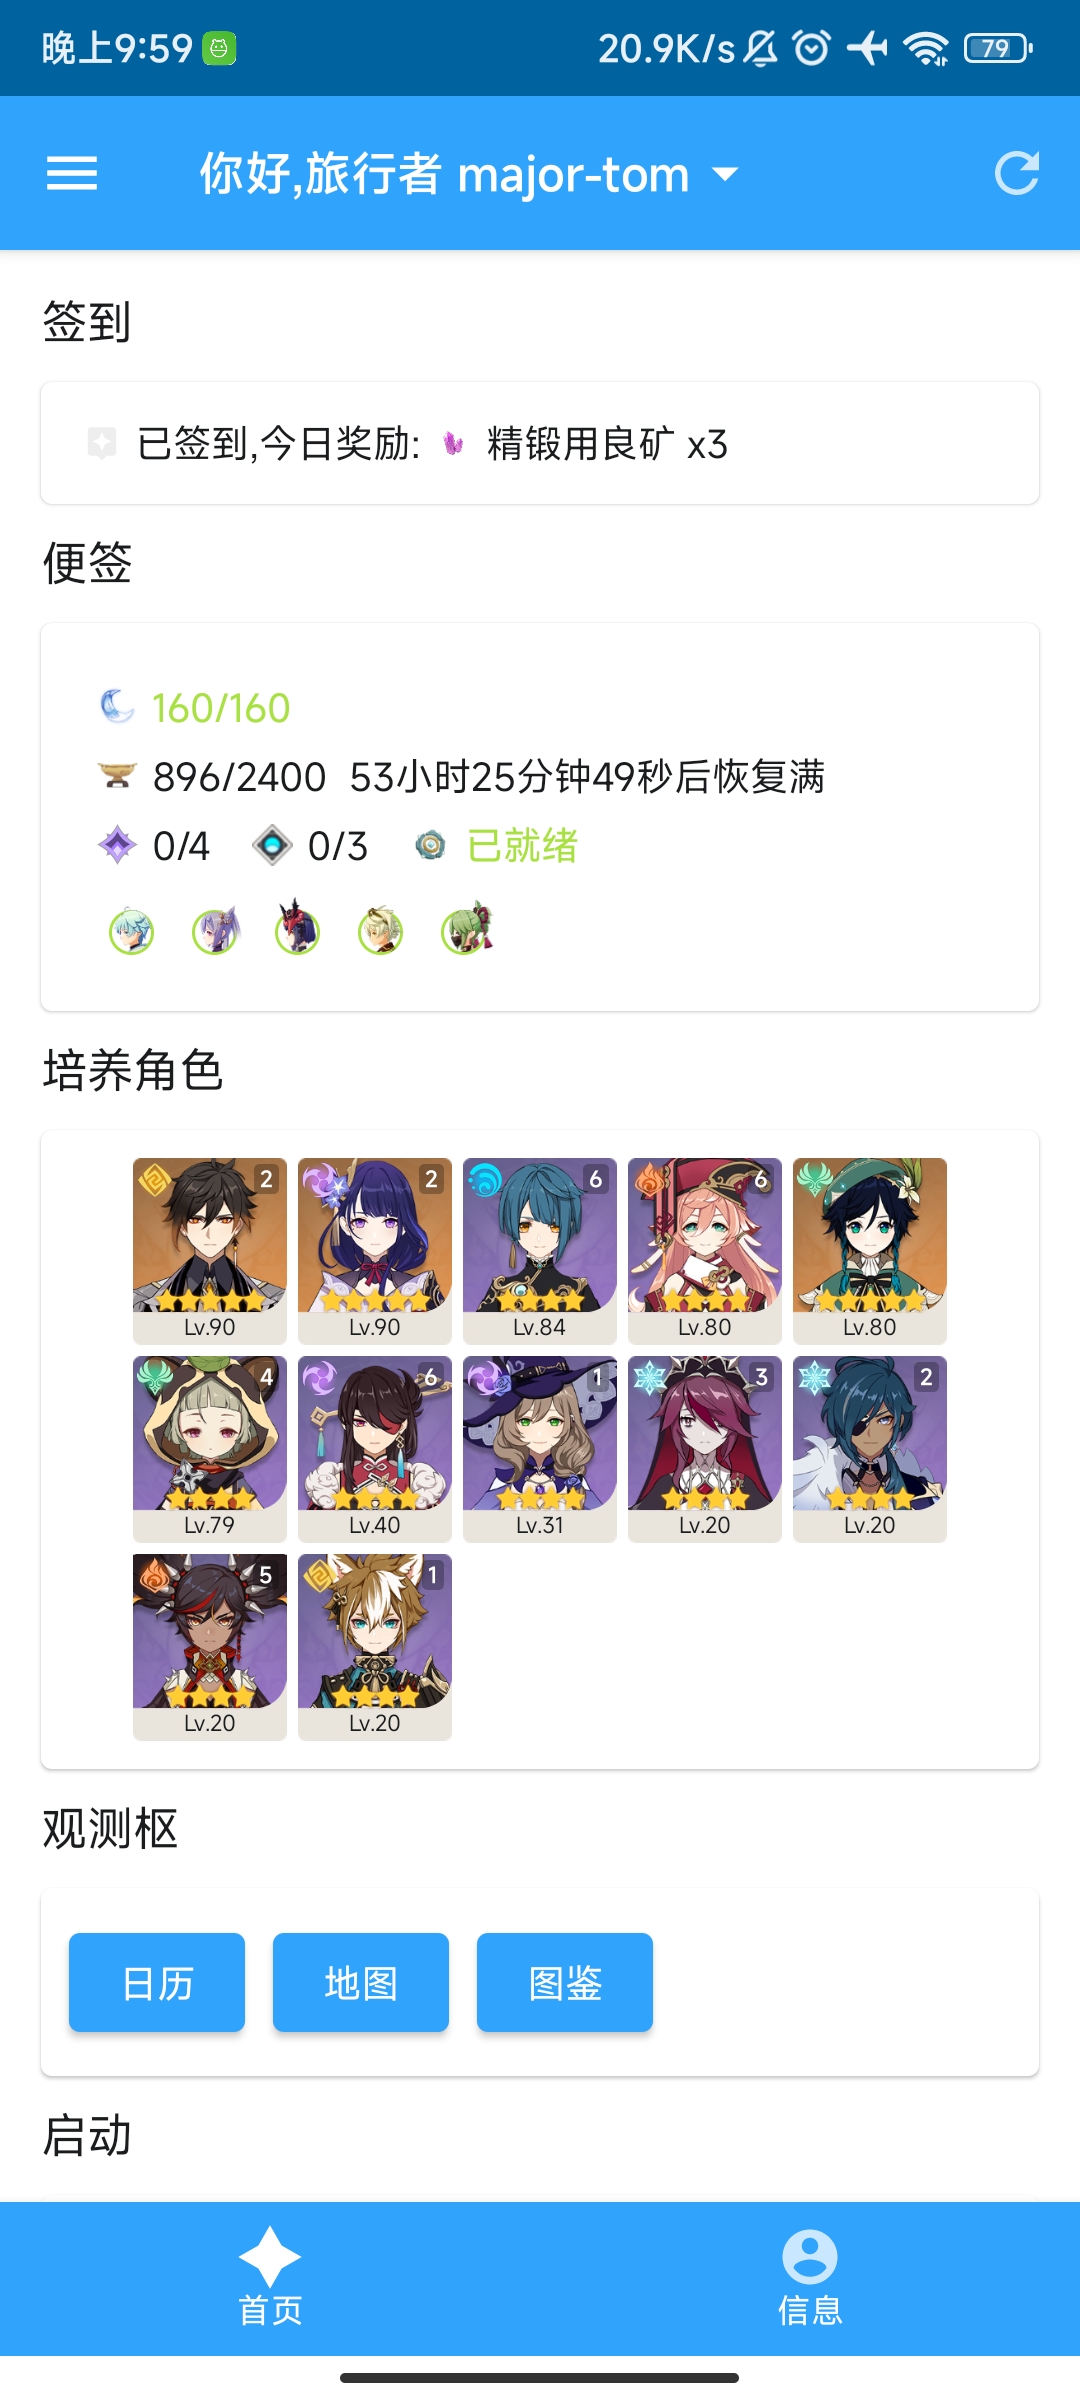 晚上9:59 20.9K/s 79
你好,旅行者 major-tom
签到
已签到,今日奖励: 精锻用良矿 x3
便签
160/160
896/2400 53小时25分钟49秒后恢复满
0/4 0/3 已就绪
培养角色
2 2 6 6
Lv.90 Lv.90 Lv.84 Lv.80 Lv.80
4 6 1 3 2
Lv.79 Lv.40 Lv.31 Lv.20 Lv.20
5 1
Lv.20 Lv.20
观测枢
日历 地图 图鉴
启动
首页 信息